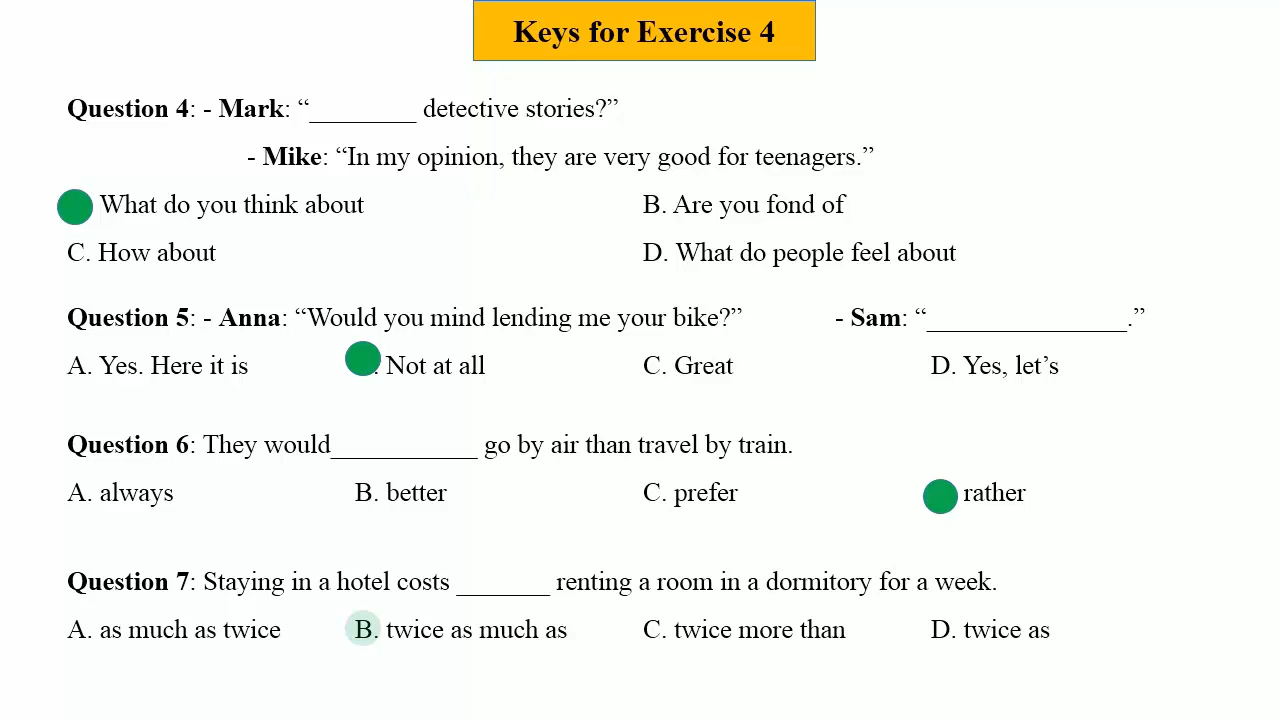 Keys for Exercise 4
Question 4: - Mark: “________ detective stories?”
- Mike: “In my opinion, they are very good for teenagers.”
What do you think about B. Are you fond of
C. How about D. What do people feel about
Question 5: - Anna: “Would you mind lending me your bike?” - Sam: “_______________.”
A. Yes. Here it is . Not at all C. Great D. Yes, let’s
Question 6: They would___________ go by air than travel by train.
A. always B. better C. prefer rather
Question 7: Staying in a hotel costs _______ renting a room in a dormitory for a week.
A. as much as twice B. twice as much as C. twice more than D. twice as